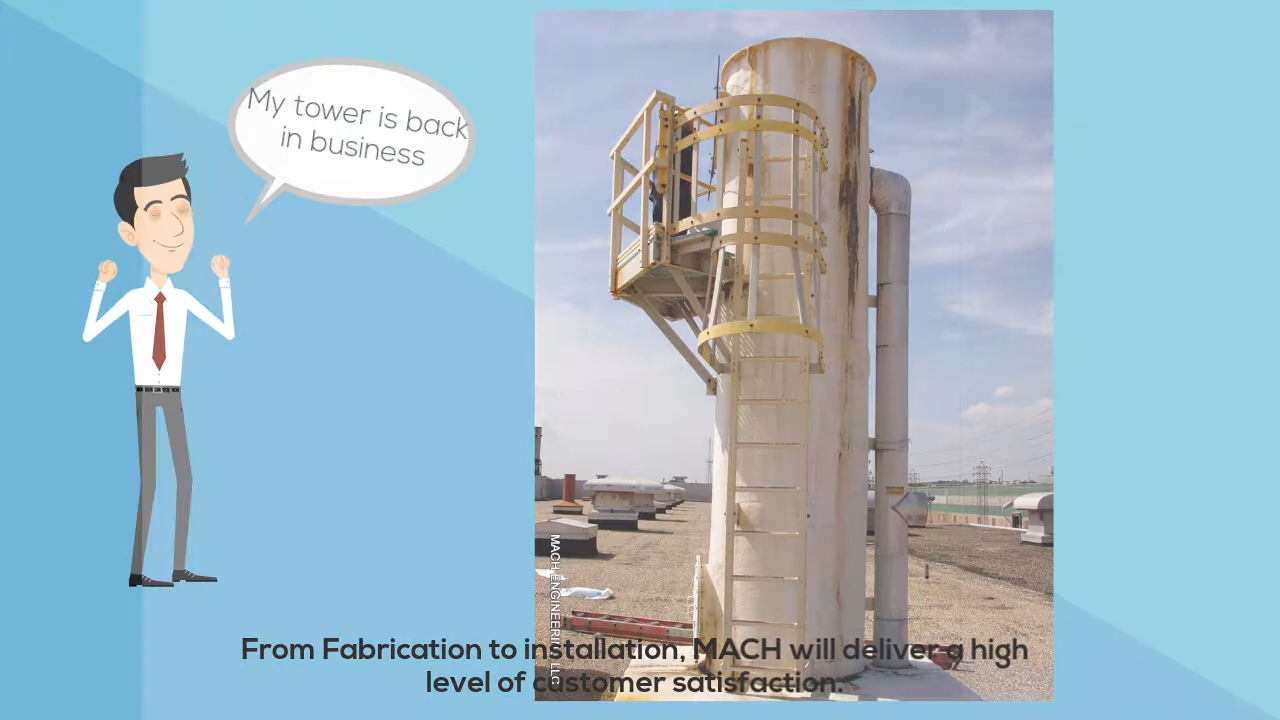 My tower is back
in business
MACH ENGINEERING LLC
From Fabrication to installation, MACH will deliver a high
level of customer satisfaction.